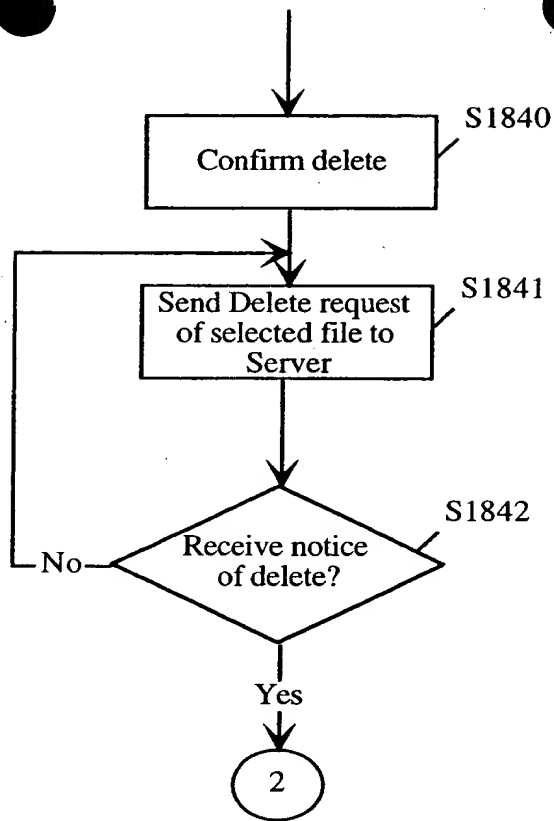 S1840
Confirm delete
S1841
Send Delete request
of selected file to
Server
S1842
Receive notice
of delete?
No
Yes
2